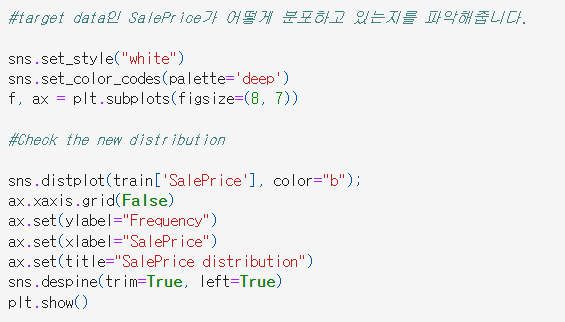 #target data인 SalePrice가 어떻게 분포하고 있는지를 파악해줍니다.
sns.set_style("white")
sns.set_color_codes(palette='deep')
f, ax = plt.subplots(figsize=(8, 7))
#Check the new distribution
sns.distplot(train['SalePrice'], color="b");
ax.xaxis.grid(False)
ax.set(ylabel="Frequency")
ax.set(xlabel="SalePrice")
ax.set(title="SalePrice distribution")
sns.despine(trim=True, left=True)
plt.show()